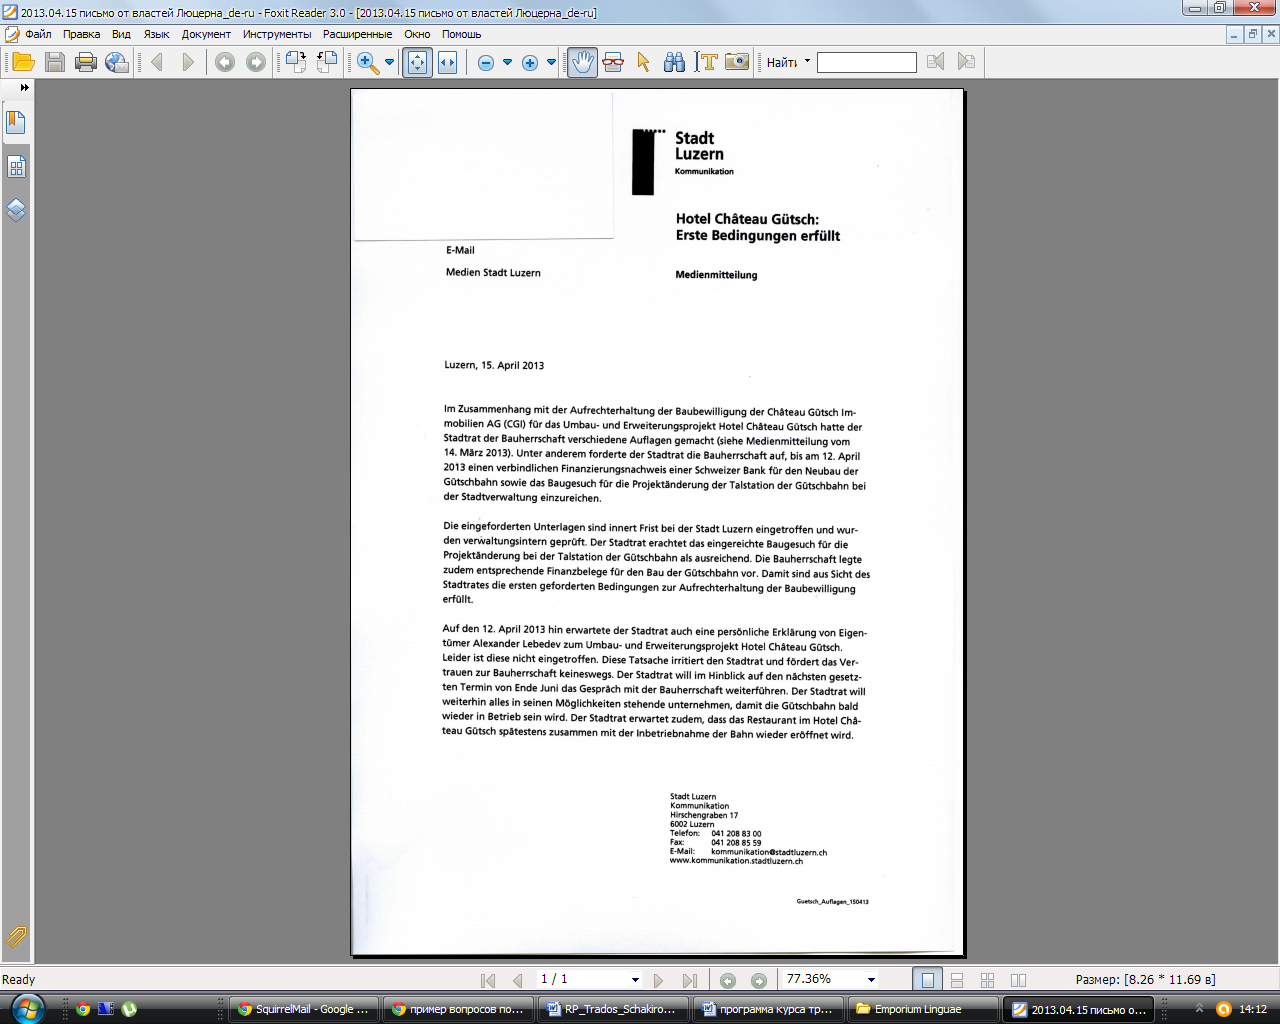 2013.04.15 письмо от властей Люцерна_de-ru - Foxit Reader 3.0 - [2013.04.15 письмо от властей Люцерна_de-ru]
Файл Правка Вид Язык Документ Инструменты Расширенные Окно Помощь
Найти
Stadt
Luzern
Kommunikation
Hotel Château Gütsch:
Erste Bedingungen erfüllt
E-Mail
Medien Stadt Luzern
Medienmitteilung
Luzern, 15. April 2013
Im Zusammenhang mit der Aufrechterhaltung der Baubewilligung der Château Gütsch Im-
mobilien AG (CGI) für das Umbau- und Erweiterungsprojekt Hotel Château Gütsch hatte der
Stadtrat der Bauherrschaft verschiedene Auflagen gemacht (siehe Medienmitteilung vom
14. März 2013). Unter anderem forderte der Stadtrat die Bauherrschaft auf, bis am 12. April
2013 einen verbindlichen Finanzierungsnachweis einer Schweizer Bank für den Neubau der
Gütschbahn sowie das Baugesuch für die Projektänderung der Talstation der Gütschbahn bei
der Stadtverwaltung einzureichen.
Die eingeforderten Unterlagen sind innert Frist bei der Stadt Luzern eingetroffen und wur-
den verwaltungsintern geprüft. Der Stadtrat erachtet das eingereichte Baugesuch für die
Projektänderung bei der Talstation der Gütschbahn als ausreichend. Die Bauherrschaft legte
zudem entsprechende Finanzbelege für den Bau der Gütschbahn vor. Damit sind aus Sicht des
Stadtrates die ersten geforderten Bedingungen zur Aufrechterhaltung der Baubewilligung
erfüllt.
Auf den 12. April 2013 hin erwartete der Stadtrat auch eine persönliche Erklärung von Eigen-
tümer Alexander Lebedev zum Umbau- und Erweiterungsprojekt Hotel Château Gütsch.
Leider ist diese nicht eingetroffen. Diese Tatsache irritiert den Stadtrat und fördert das Ver-
trauen zur Bauherrschaft keineswegs. Der Stadtrat will im Hinblick auf den nächsten gesetz-
ten Termin von Ende Juni das Gespräch mit der Bauherrschaft weiterführen. Der Stadtrat will
weiterhin alles in seinen Möglichkeiten stehende unternehmen, damit die Gütschbahn bald
wieder in Betrieb sein wird. Der Stadtrat erwartet zudem, dass das Restaurant im Hotel Châ-
teau Gütsch spätestens zusammen mit der Inbetriebnahme der Bahn wieder eröffnet wird.
Stadt Luzern
Kommunikation
Hirschengraben 17
6002 Luzern
Telefon: 041 208 83 00
Fax: 041 208 85 59
E-Mail: kommunikation@stadtluzern.ch
www.kommunikation.stadtluzern.ch
Guetsch_Auflagen_150413
Ready 1 / 1 77.36% Размер: [8.26 * 11.69 в]
SquirrelMail - Google ... пример вопросов по... RP_Trados_Schakiro... программа курса тр... Emporium Linguae 2013.04.15 письмо о... 14:12